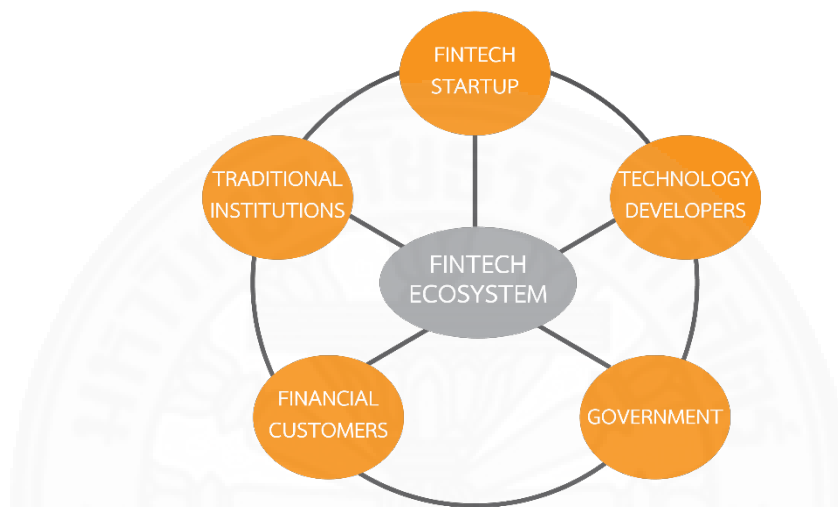 FINTECH
STARTUP
TRADITIONAL
INSTITUTIONS
TECHNOLOGY
DEVELOPERS
FINTECH
ECOSYSTEM
FINANCIAL
CUSTOMERS
GOVERNMENT